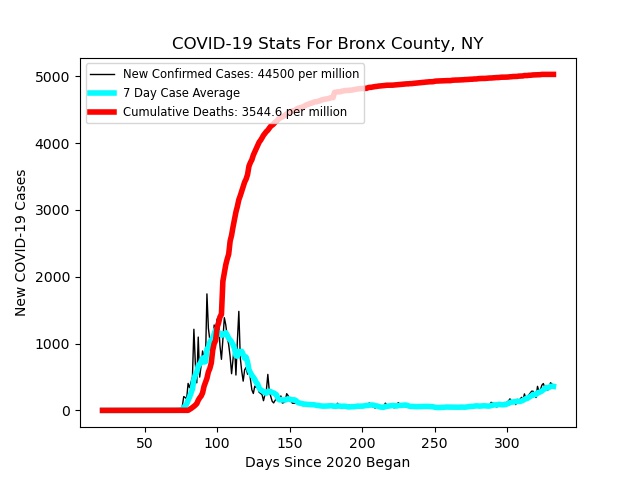 COVID-19 Stats For Bronx County, NY
New Confirmed Cases: 44500 per million
7 Day Case Average
Cumulative Deaths: 3544.6 per million
New COVID-19 Cases
5000
4000
3000
2000
1000
0
50 100 150 200 250 300
Days Since 2020 Began